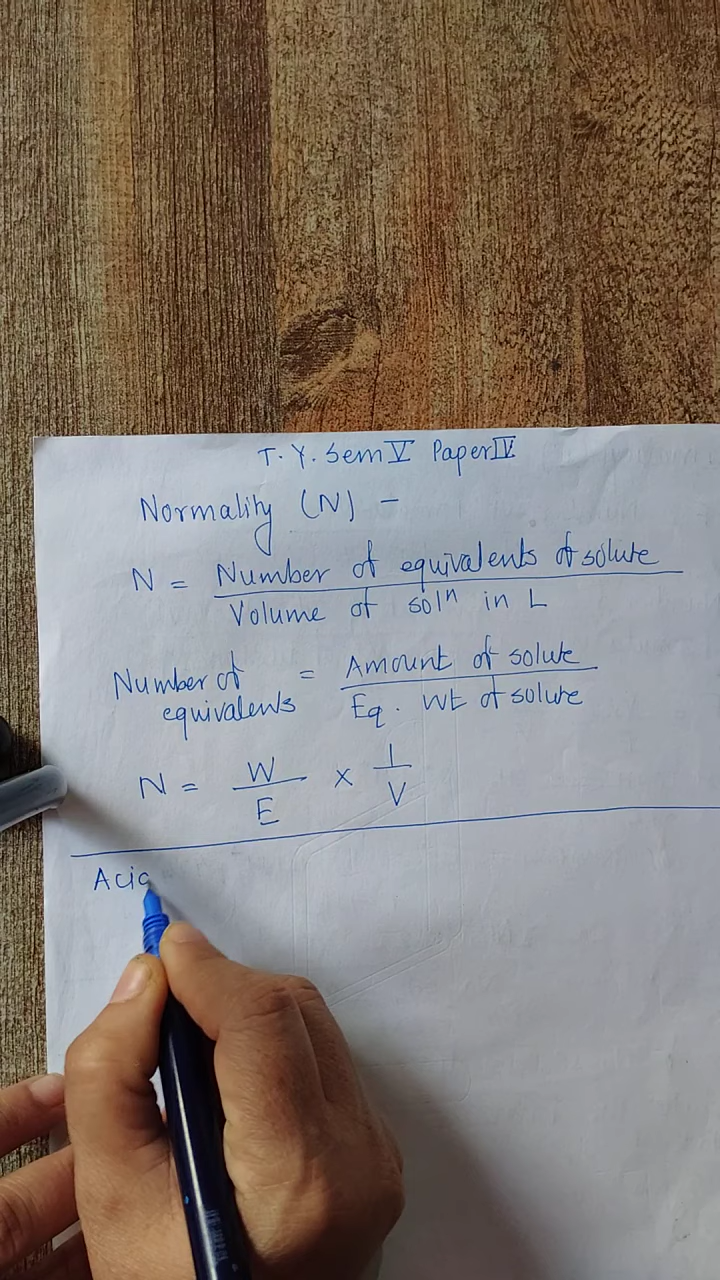 T. Y. Sem V Paper IV
Normality (N) -
N = Number of equivalents of solute
Volume of solⁿ in L
Number of equivalents = Amount of solute
Eq. wt of solute
N = W/E × 1/V
Acid